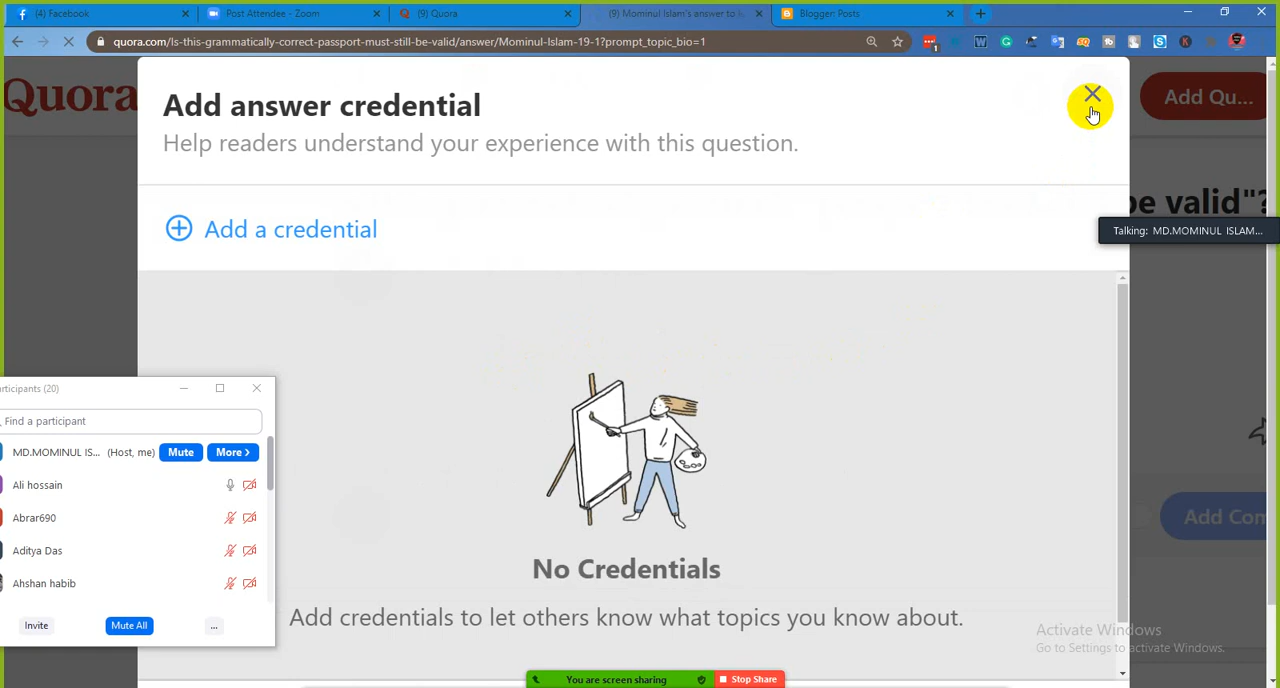 (4) Facebook
Post Attendee - Zoom
(9) Quora
(9) Mominul Islam's answer to I
Blogger: Posts
quora.com/Is-this-grammatically-correct-passport-must-still-be-valid/answer/Mominul-Islam-19-1?prompt_topic_bio=1
Quora
Add answer credential
Add Qu...
Help readers understand your experience with this question.
be valid"?
Add a credential
Talking: MD.MOMINUL ISLAM...
articipants (20)
Find a participant
MD.MOMINUL IS... (Host, me) Mute More
Ali hossain
Abrar690
Add Com
Aditya Das
Ahshan habib
No Credentials
Add credentials to let others know what topics you know about.
Invite Mute All ...
Activate Windows
Go to Settings to activate Windows.
You are screen sharing Stop Share